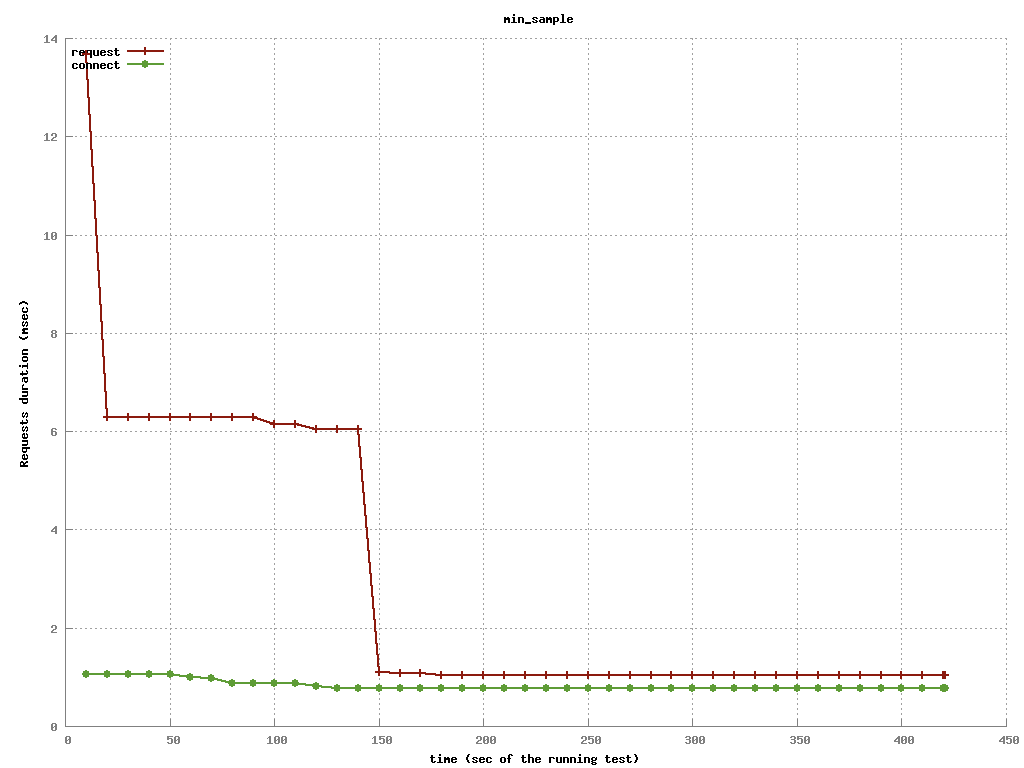 min_sample
14
request
connect
12
10
8
6
4
2
0
Requests duration (msec)
0 50 100 150 200 250 300 350 400 450
time (sec of the running test)